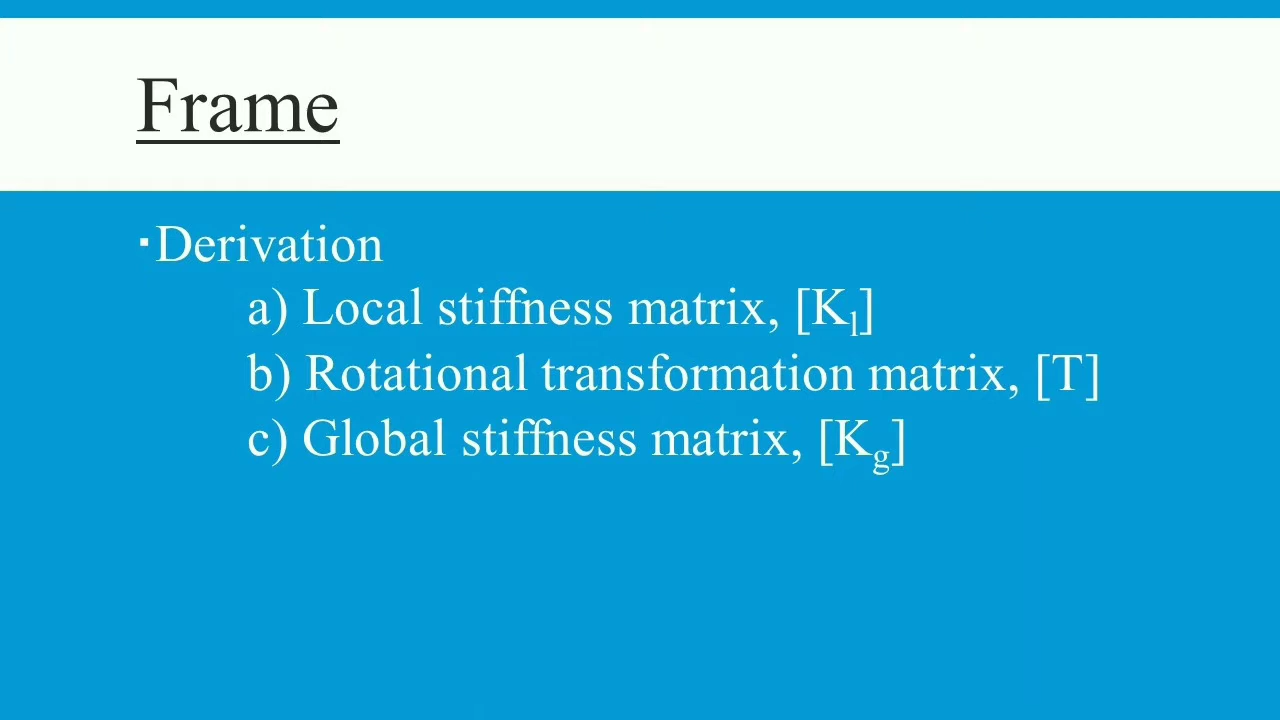 Frame
▪Derivation
a) Local stiffness matrix, [Kl]
b) Rotational transformation matrix, [T]
c) Global stiffness matrix, [Kg]